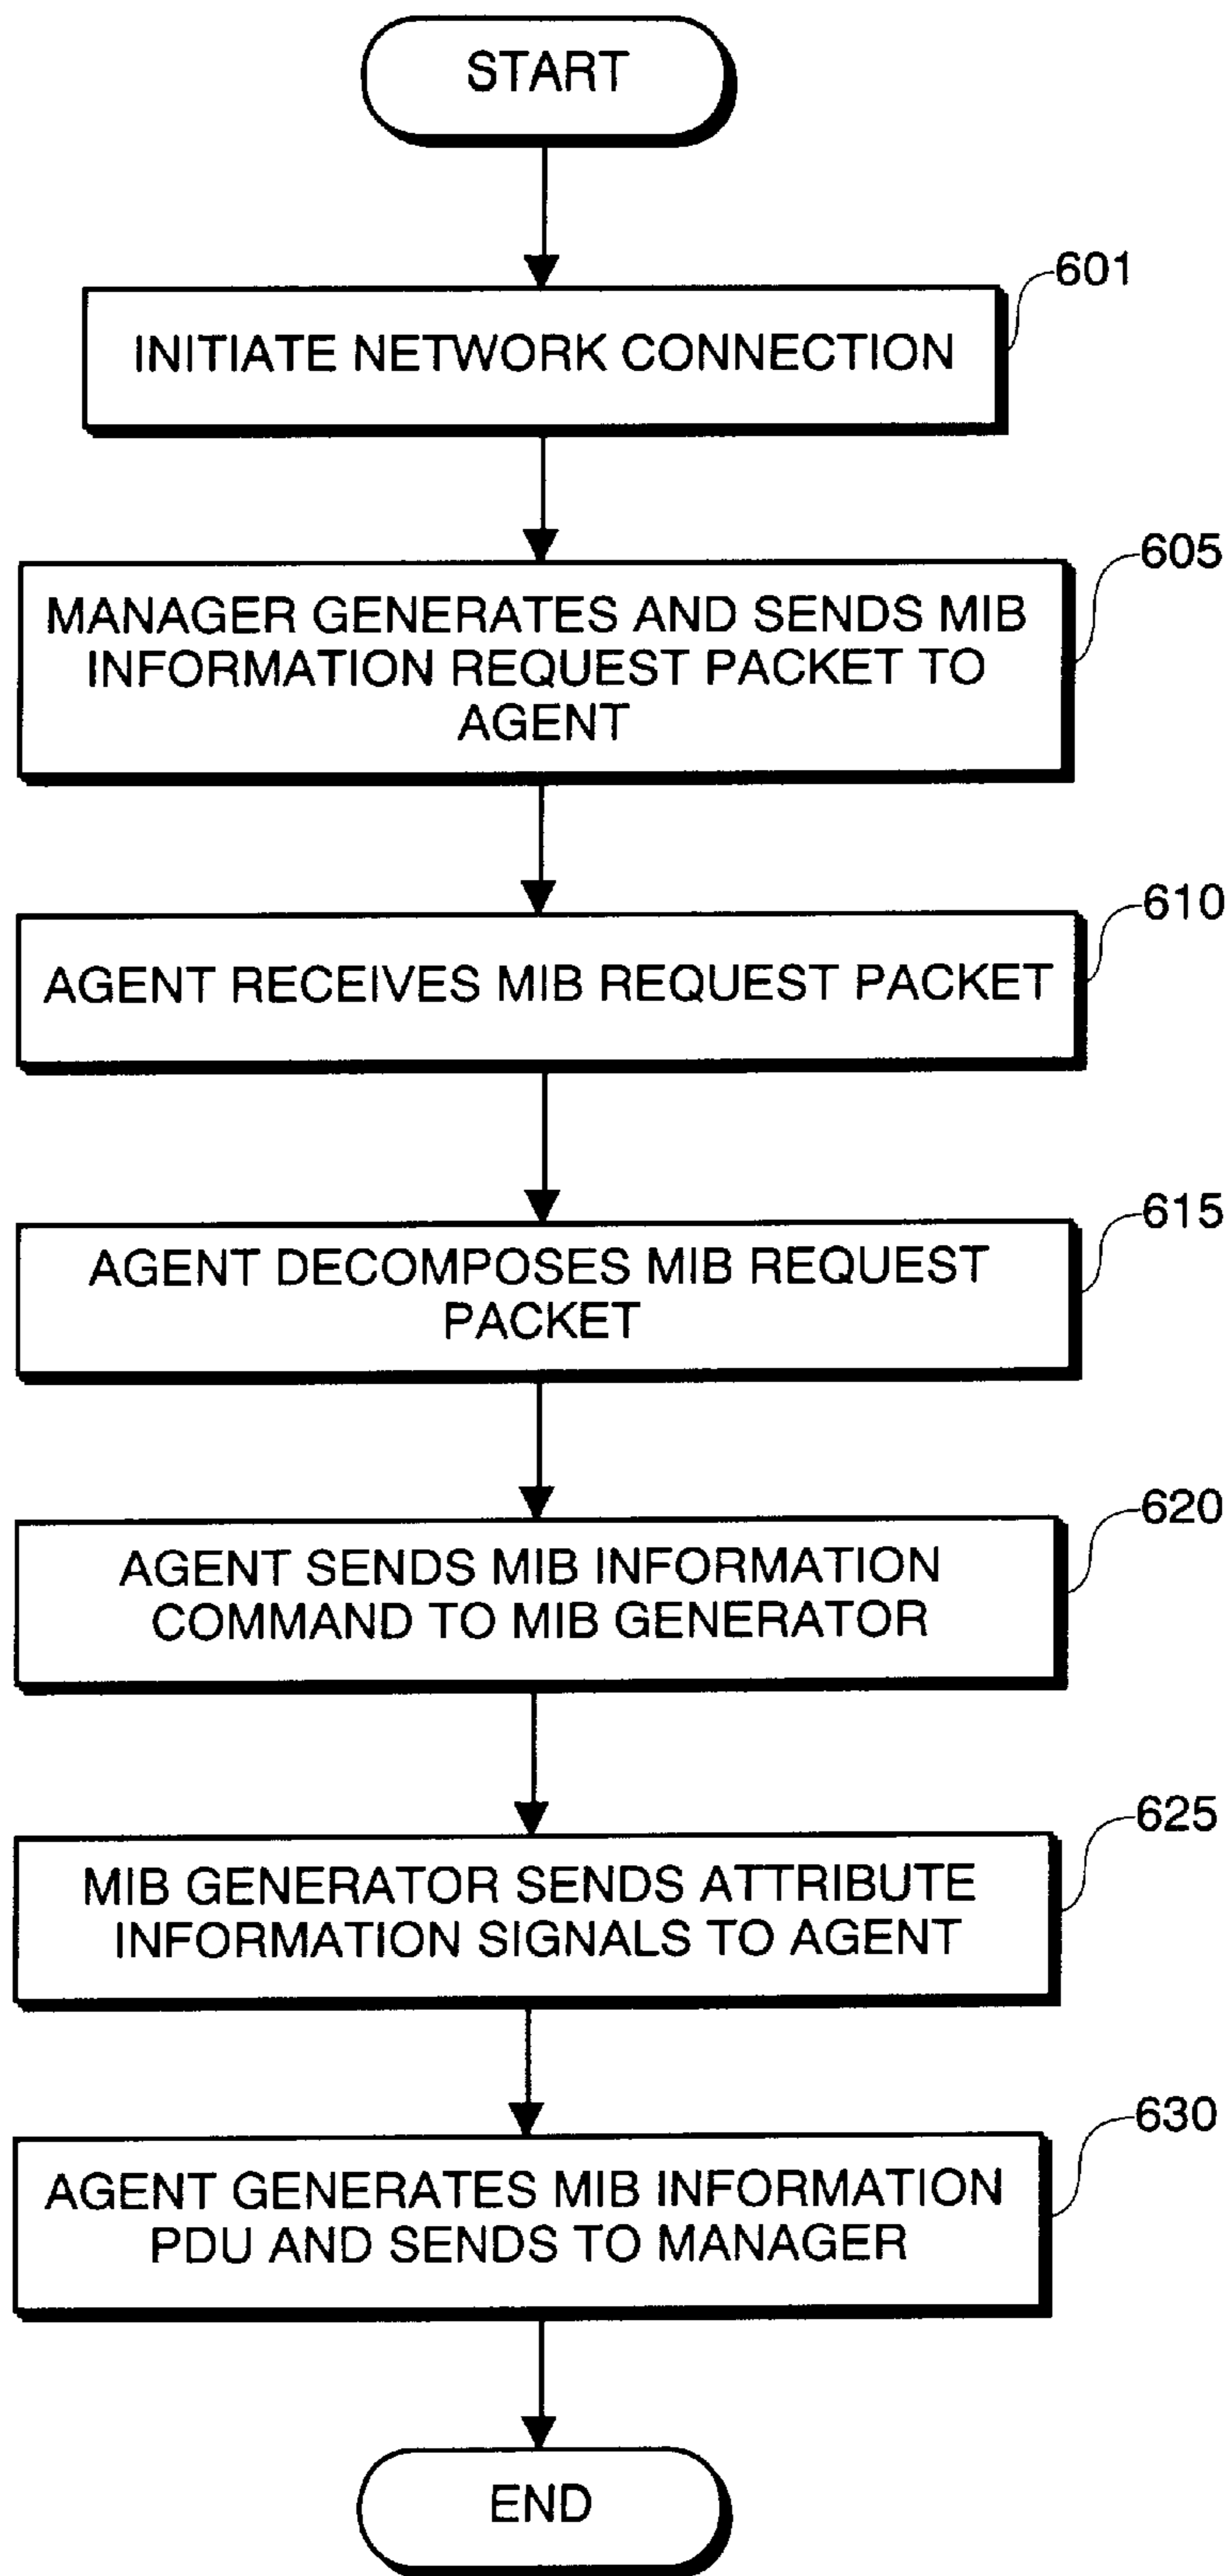 START
601
INITIATE NETWORK CONNECTION
605
MANAGER GENERATES AND SENDS MIB
INFORMATION REQUEST PACKET TO
AGENT
610
AGENT RECEIVES MIB REQUEST PACKET
615
AGENT DECOMPOSES MIB REQUEST
PACKET
620
AGENT SENDS MIB INFORMATION
COMMAND TO MIB GENERATOR
625
MIB GENERATOR SENDS ATTRIBUTE
INFORMATION SIGNALS TO AGENT
630
AGENT GENERATES MIB INFORMATION
PDU AND SENDS TO MANAGER
END